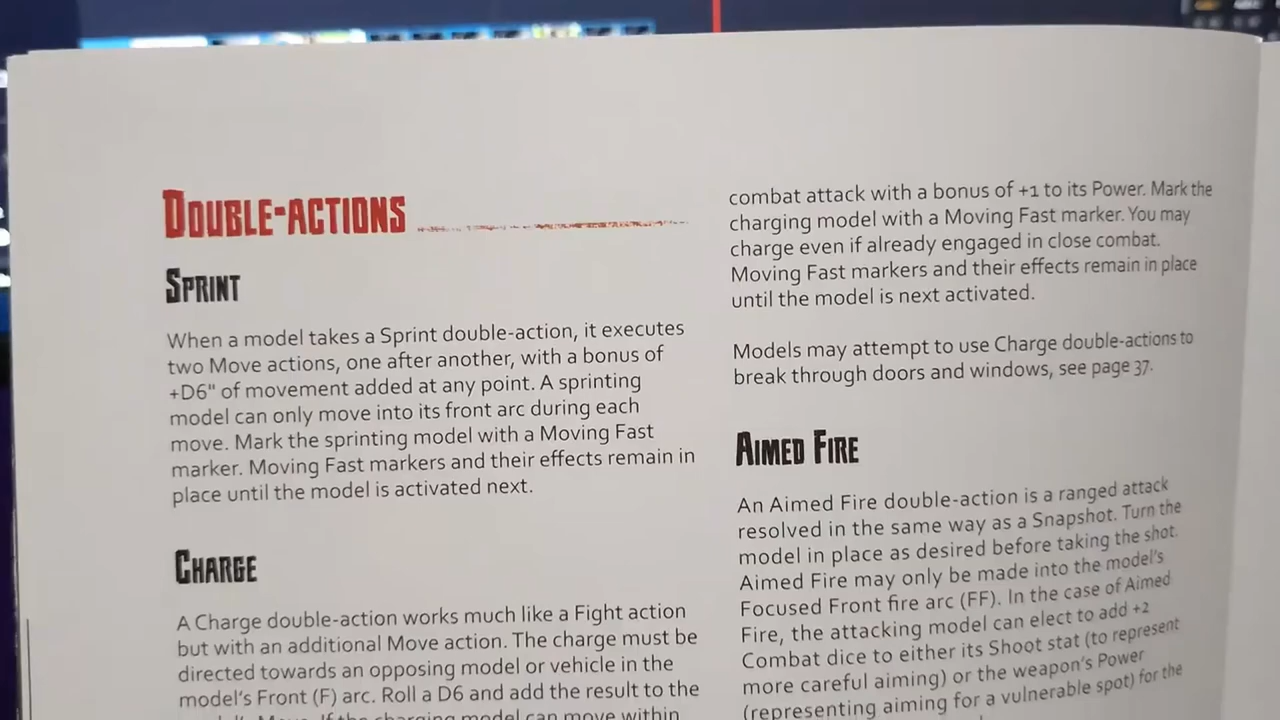 DOUBLE-ACTIONS
SPRINT
When a model takes a Sprint double-action, it executes
two Move actions, one after another, with a bonus of
+D6" of movement added at any point. A sprinting
model can only move into its front arc during each
move. Mark the sprinting model with a Moving Fast
marker. Moving Fast markers and their effects remain in
place until the model is activated next.
CHARGE
A Charge double-action works much like a Fight action
but with an additional Move action. The charge must be
directed towards an opposing model or vehicle in the
model's Front (F) arc. Roll a D6 and add the result to the
Move. If the charging model can move within
combat attack with a bonus of +1 to its Power. Mark the
charging model with a Moving Fast marker. You may
charge even if already engaged in close combat.
Moving Fast markers and their effects remain in place
until the model is next activated.
Models may attempt to use Charge double-actions to
break through doors and windows, see page 37.
AIMED FIRE
An Aimed Fire double-action is a ranged attack
resolved in the same way as a Snapshot. Turn the
model in place as desired before taking the shot.
Aimed Fire may only be made into the model's
Focused Front fire arc (FF). In the case of Aimed
Fire, the attacking model can elect to add +2
Combat dice to either its Shoot stat (to represent
more careful aiming) or the weapon's Power
(representing aiming for a vulnerable spot) for the